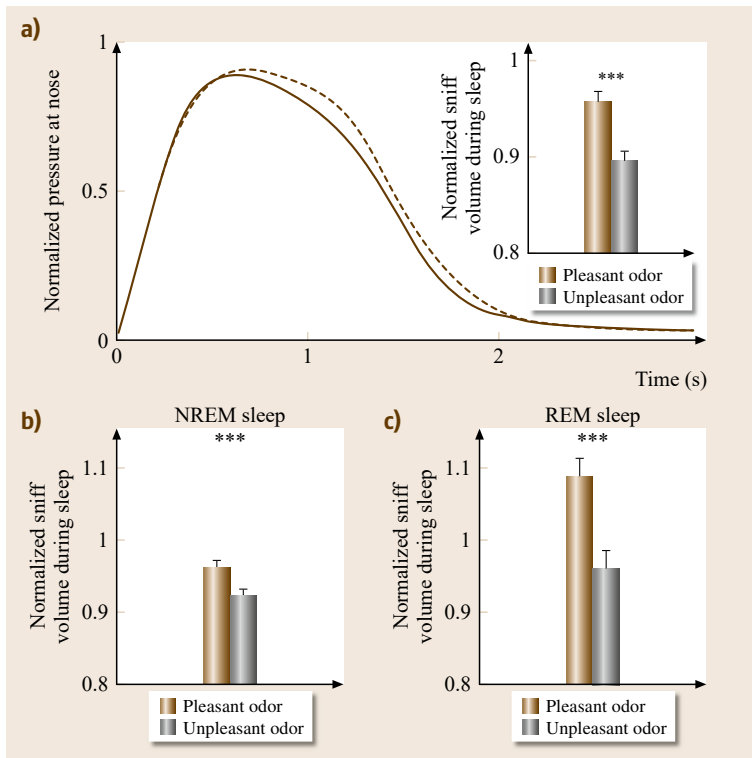 a)
Normalized pressure at nose
1
0.5
0
0
1
2
Time (s)
Normalized sniff
volume during sleep
1
0.9
0.8
***
Pleasant odor
Unpleasant odor
b)
NREM sleep
***
Normalized sniff
volume during sleep
1.1
1
0.9
0.8
Pleasant odor
Unpleasant odor
c)
REM sleep
***
Normalized sniff
volume during sleep
1.1
1
0.9
0.8
Pleasant odor
Unpleasant odor